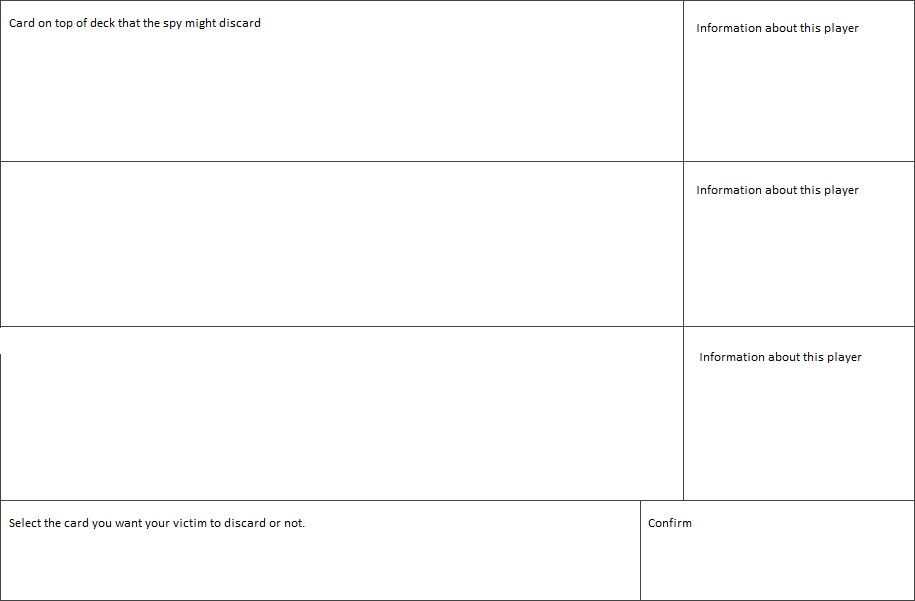 Card on top of deck that the spy might discard
Information about this player
Information about this player
Information about this player
Select the card you want your victim to discard or not.
Confirm